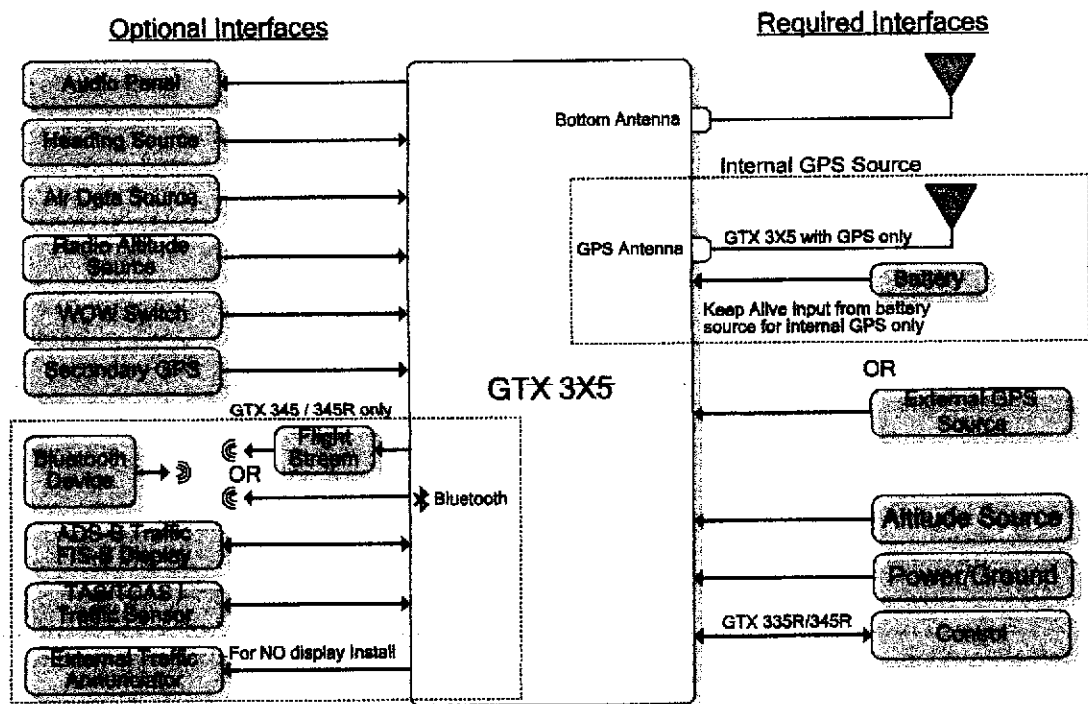 Optional Interfaces
Required Interfaces
Audio Panel
Heading Source
Air Data Source
Radio Altitude
Source
WOW Switch
Secondary GPS
GTX 345 / 345R only
Bluetooth
Device
OR
Flight
Stream
Bluetooth
ADS-B Traffic
FIS-B Display
TAS/TCAS /
Traffic Sensor
For NO display Install
External Traffic
Annunciator
GTX 3X5
Bottom Antenna
Internal GPS Source
GPS Antenna
GTX 3X5 with GPS only
Battery
Keep Alive input from battery
source for internal GPS only
OR
External GPS
Source
Altitude Source
Power/Ground
GTX 335R/345R
Control